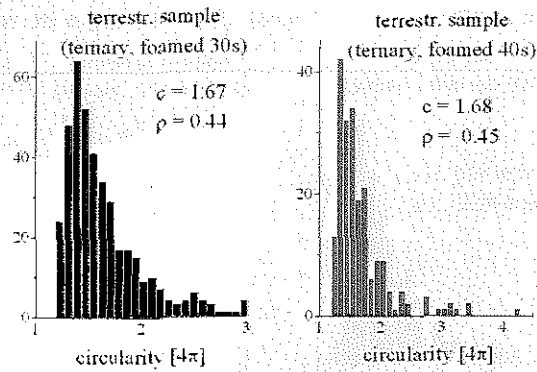 terrestr. sample
(ternary, foamed 30s)
c = 1.67
ρ = 0.44
60
40
20
0
1
2
3
circularity [4π]
terrestr. sample
(ternary, foamed 40s)
c = 1.68
ρ = 0.45
40
20
0
1
2
3
4
circularity [4π]